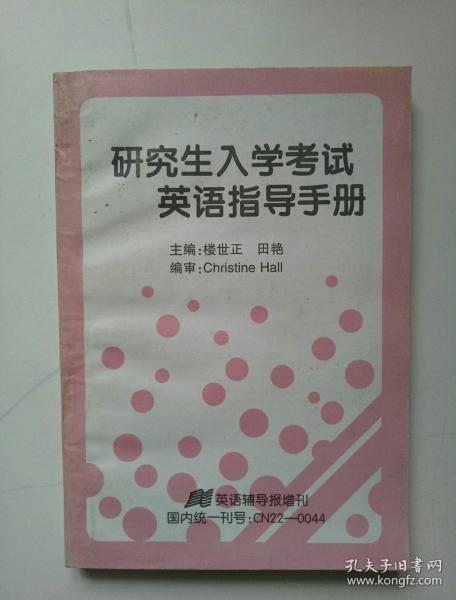 研究生入学考试
英语指导手册
主编:楼世正 田艳
编审:Christine Hall
英语辅导报增刊
国内统一刊号:CN22—0044
孔夫子旧书网
www.kongfz.com